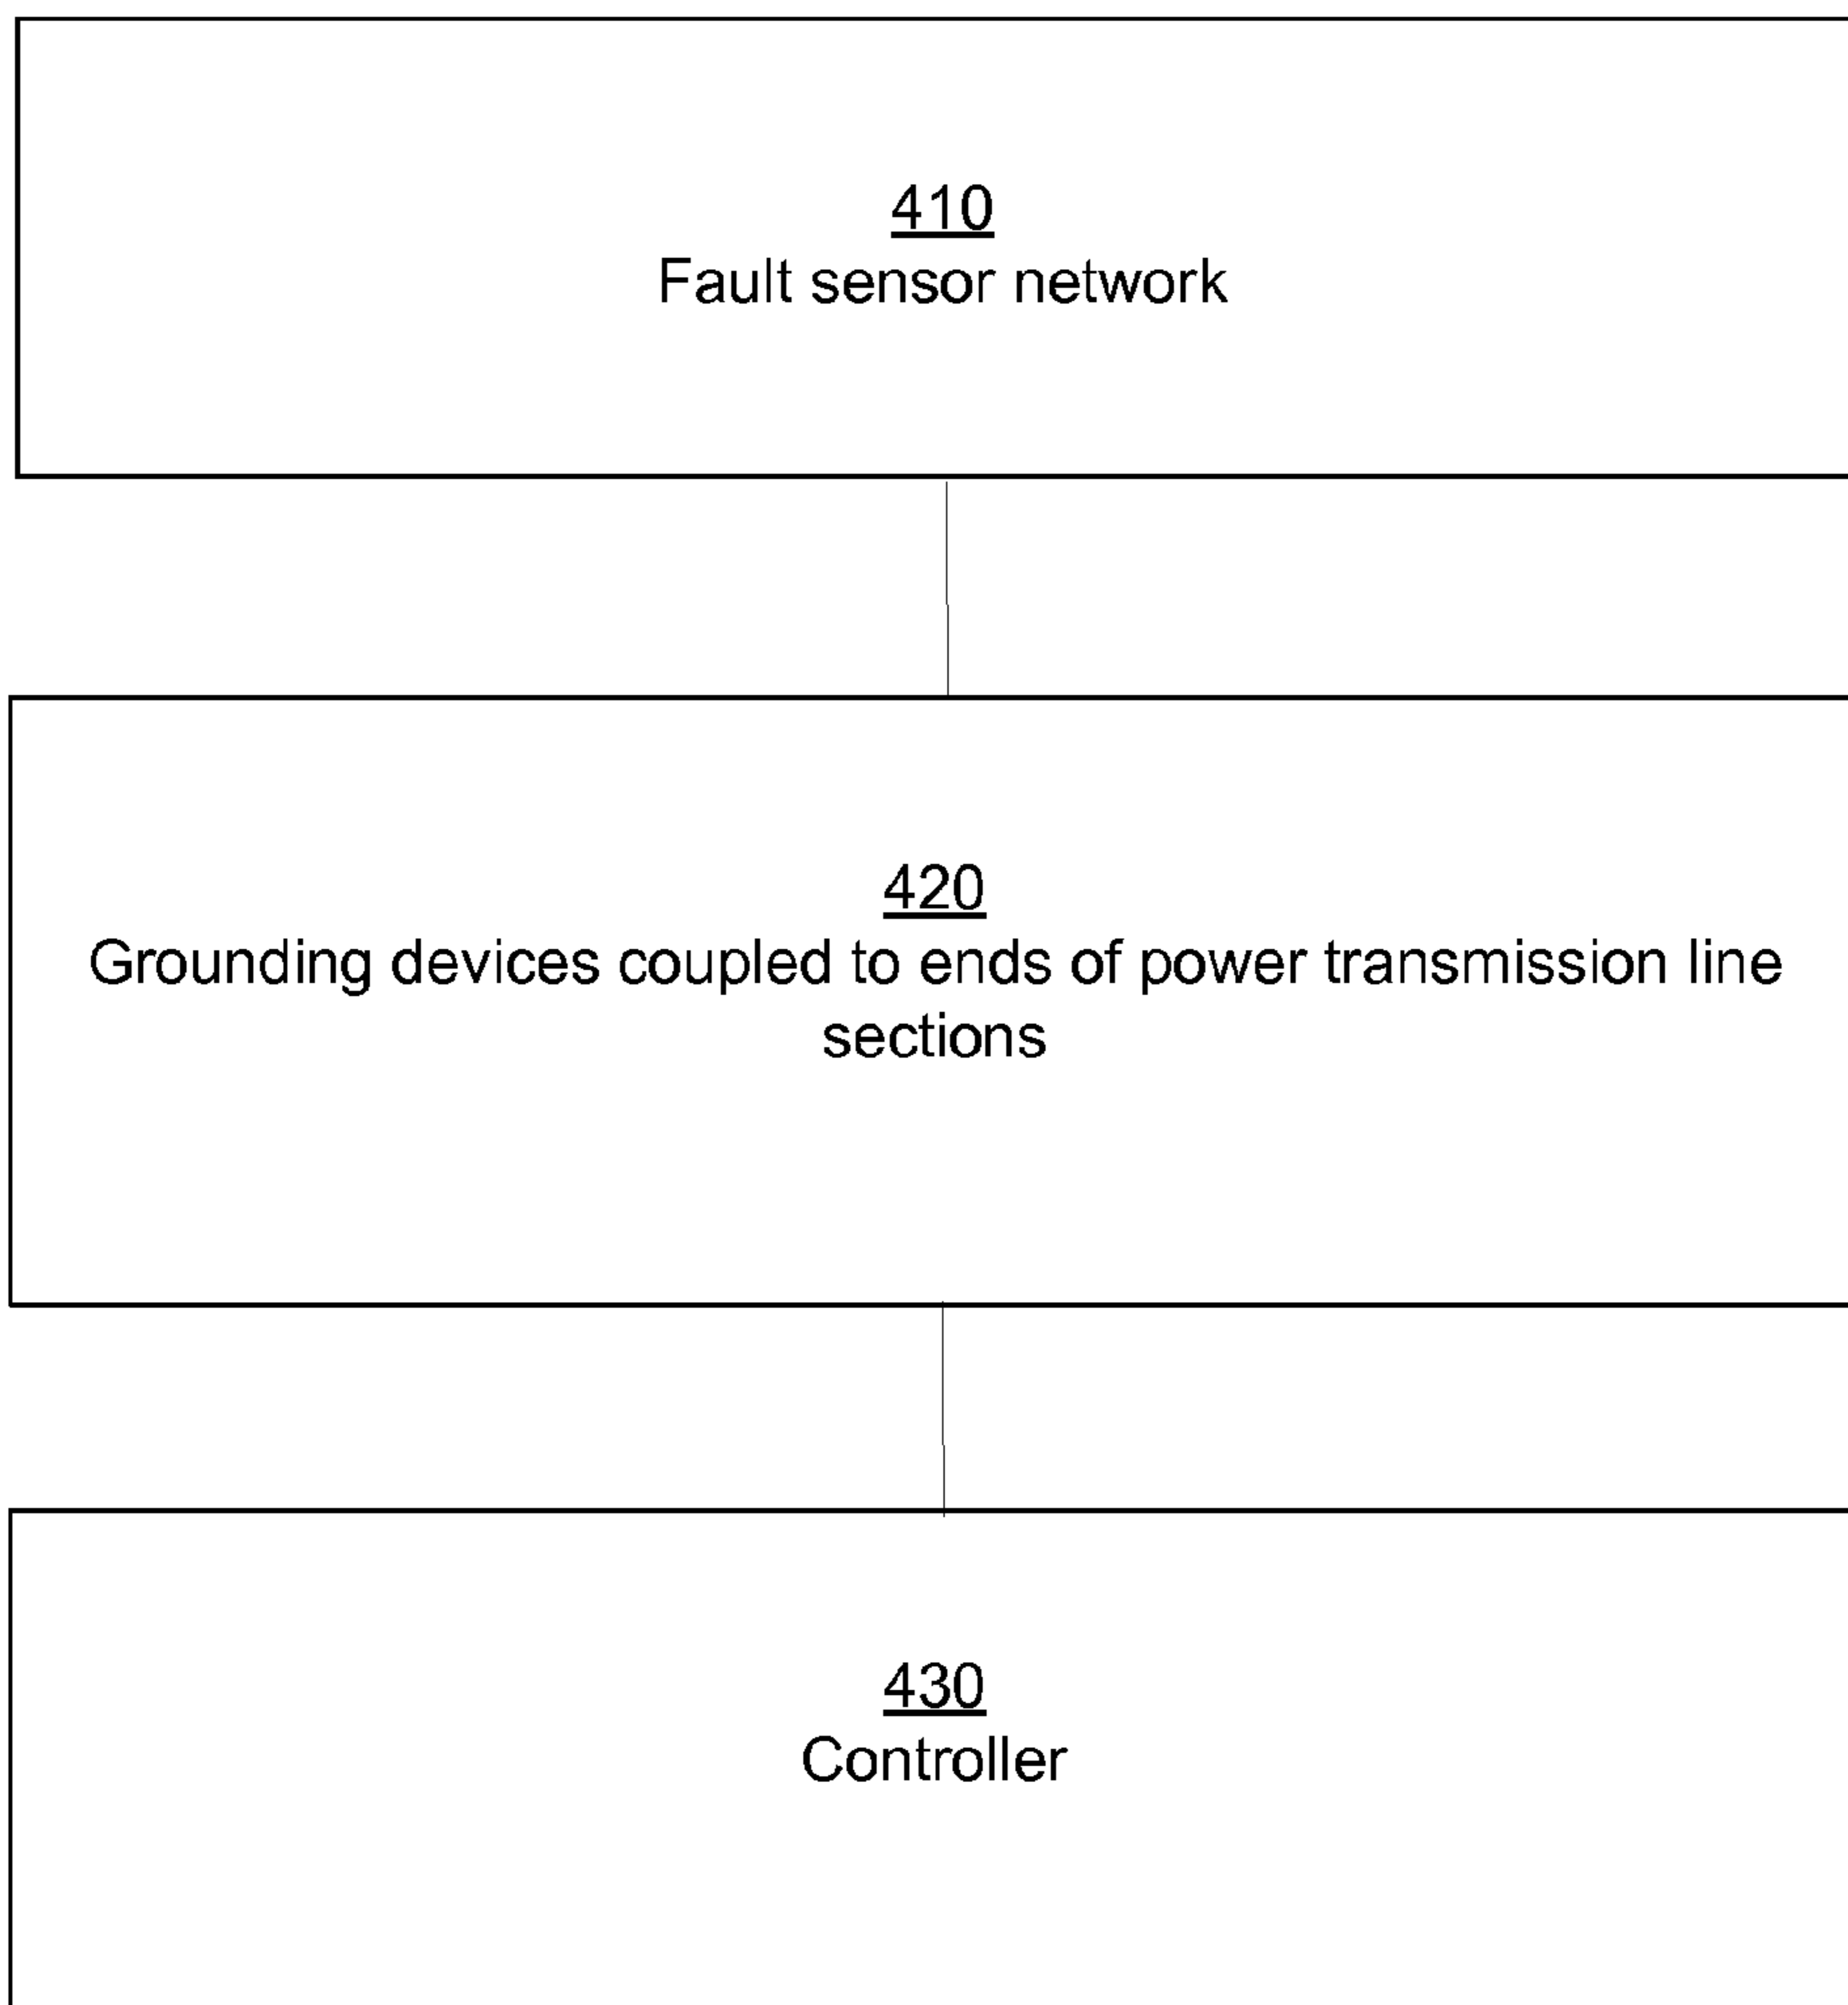 410
Fault sensor network
420
Grounding devices coupled to ends of power transmission line
sections
430
Controller